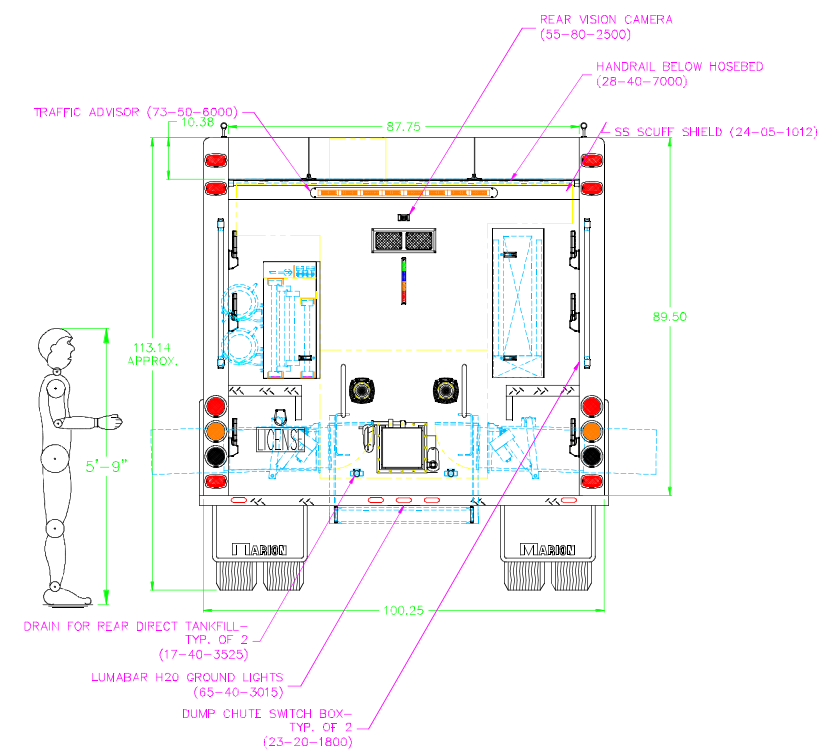 REAR VISION CAMERA
(55-80-2500)
HANDRAIL BELOW HOSEBED
(28-40-7000)
TRAFFIC ADVISOR (73-50-6000)
10.38
87.75
SS SCUFF SHIELD (24-05-1012)
89.50
113.14
APPROX.
5'-9"
LICENSE
MARION
MARION
100.25
DRAIN FOR REAR DIRECT TANKFILL-
TYP. OF 2
(17-40-3525)
LUMABAR H20 GROUND LIGHTS
(65-40-3015)
DUMP CHUTE SWITCH BOX-
TYP. OF 2
(23-20-1800)